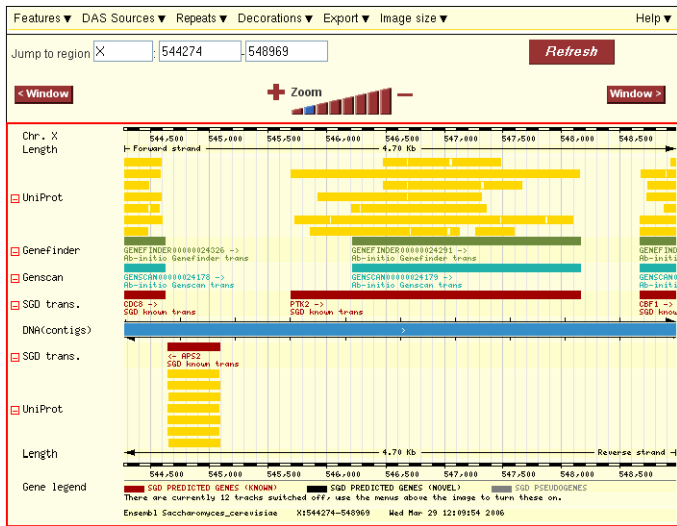 Features ▼ DAS Sources ▼ Repeats ▼ Decorations ▼ Export ▼ Image size ▼ Help ▼
Jump to region X : 544274 - 548969 Refresh
< Window + Zoom − Window >
Chr. X 544,500 545,000 545,500 546,000 546,500 547,000 547,500 548,000 548,500
Length Forward strand 4.70 Kb
UniProt
Genefinder
GENEFINDER00000024326 -> GENEFINDER00000024291 -> GENEFIND
Ab-initio Genefinder trans Ab-initio Genefinder trans Ab-init
Genscan
GENSCAN00000024178 -> GENSCAN00000024179 -> GENSCAN0
Ab-initio Genscan trans Ab-initio Genscan trans Ab-init
SGD trans.
CDC8 -> PTK2 -> CBF1 ->
SGD known trans SGD known trans SGD know
DNA(contigs) >
SGD trans.
<- APS2
SGD known trans
UniProt
Length 4.70 Kb Reverse strand
544,500 545,000 545,500 546,000 546,500 547,000 547,500 548,000 548,500
Gene legend SGD PREDICTED GENES (KNOWN) SGD PREDICTED GENES (NOVEL) SGD PSEUDOGENES
There are currently 12 tracks switched off, use the menus above the image to turn these on.
Ensembl Saccharomyces_cerevisiae X:544274-548969 Wed Mar 29 12:09:54 2006